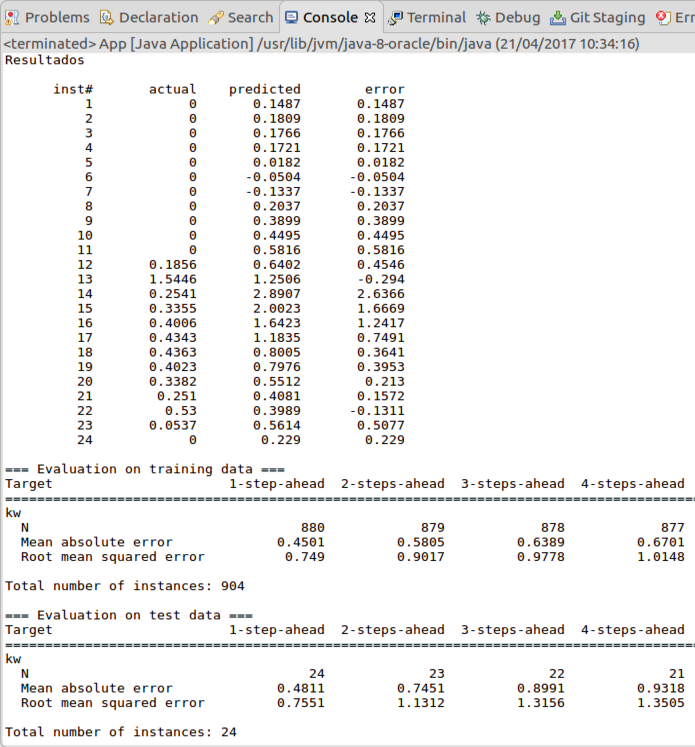 Problems Declaration Search Console Terminal Debug Git Staging
<terminated> App [Java Application] /usr/lib/jvm/java-8-oracle/bin/java (21/04/2017 10:34:16)
Resultados
inst# actual predicted error
1 0 0.1487 0.1487
2 0 0.1809 0.1809
3 0 0.1766 0.1766
4 0 0.1721 0.1721
5 0 0.0182 0.0182
6 0 -0.0504 -0.0504
7 0 -0.1337 -0.1337
8 0 0.2037 0.2037
9 0 0.3899 0.3899
10 0 0.4495 0.4495
11 0 0.5816 0.5816
12 0.1856 0.6402 0.4546
13 1.5446 1.2506 -0.294
14 0.2541 2.8907 2.6366
15 0.3355 2.0023 1.6669
16 0.4006 1.6423 1.2417
17 0.4343 1.1835 0.7491
18 0.4363 0.8005 0.3641
19 0.4023 0.7976 0.3953
20 0.3382 0.5512 0.213
21 0.251 0.4081 0.1572
22 0.53 0.3989 -0.1311
23 0.0537 0.5614 0.5077
24 0 0.229 0.229
=== Evaluation on training data ===
Target 1-step-ahead 2-steps-ahead 3-steps-ahead 4-steps-ahead
kw
N 880 879 878 877
Mean absolute error 0.4501 0.5805 0.6389 0.6701
Root mean squared error 0.749 0.9017 0.9778 1.0148
Total number of instances: 904
=== Evaluation on test data ===
Target 1-step-ahead 2-steps-ahead 3-steps-ahead 4-steps-ahead
kw
N 24 23 22 21
Mean absolute error 0.4811 0.7451 0.8991 0.9318
Root mean squared error 0.7551 1.1312 1.3156 1.3505
Total number of instances: 24